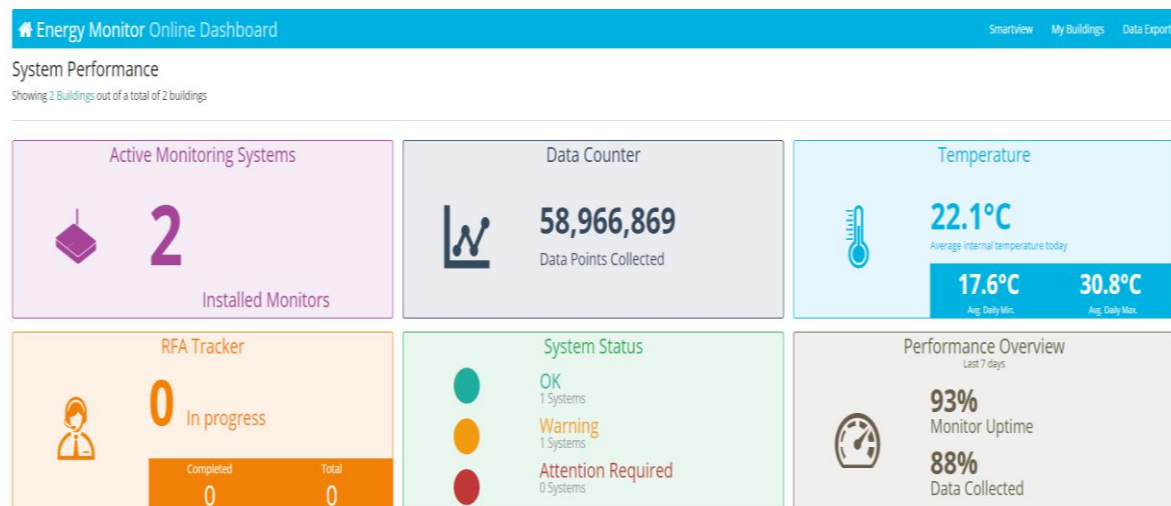 Energy Monitor Online Dashboard
Smartview My Buildings Data Export
System Performance
Showing 2 Buildings out of a total of 2 buildings
Active Monitoring Systems
2
Installed Monitors
Data Counter
58,966,869
Data Points Collected
Temperature
22.1°C
Average internal temperature today
17.6°C 30.8°C
Avg. Daily Min. Avg. Daily Max.
RFA Tracker
0 In progress
Completed Total
0 0
System Status
OK
1 Systems
Warning
1 Systems
Attention Required
0 Systems
Performance Overview
Last 7 days
93%
Monitor Uptime
88%
Data Collected